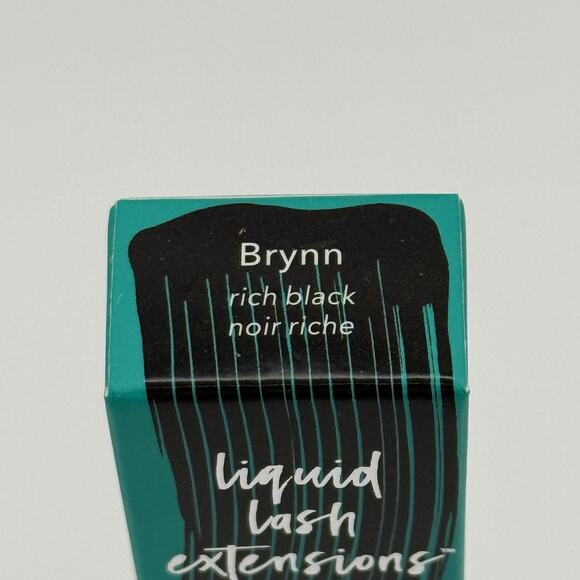 Brynn
rich black
noir riche
liquid
lash
extensions™